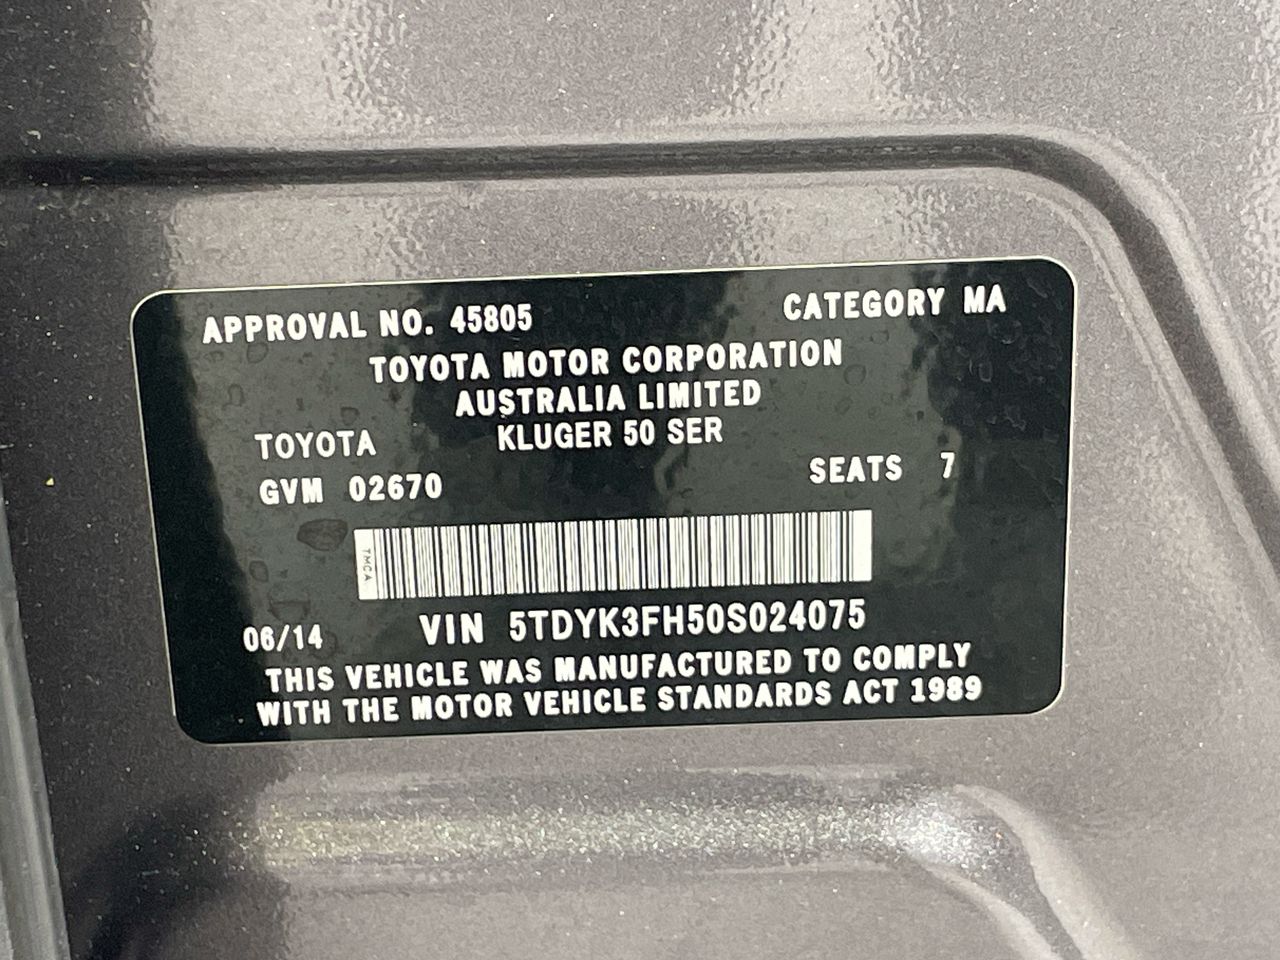 APPROVAL NO. 45805 CATEGORY MA
TOYOTA MOTOR CORPORATION
AUSTRALIA LIMITED
TOYOTA KLUGER 50 SER
GVM 02670 SEATS 7
TMCA
06/14 VIN 5TDYK3FH50S024075
THIS VEHICLE WAS MANUFACTURED TO COMPLY
WITH THE MOTOR VEHICLE STANDARDS ACT 1989